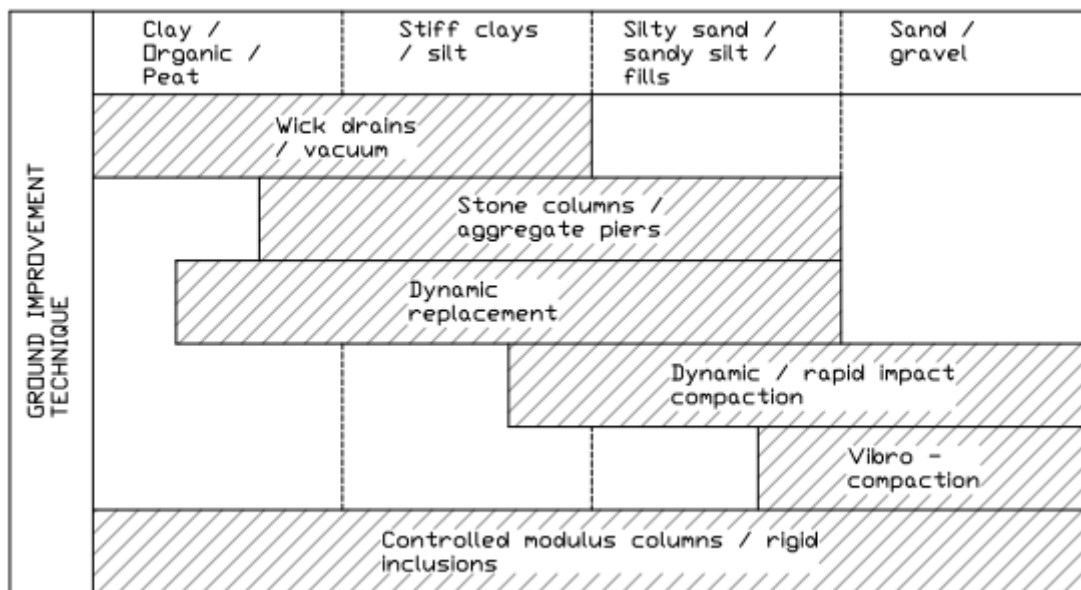 Clay /
Organic /
Peat
Stiff clays
/ silt
Silty sand /
sandy silt /
fills
Sand /
gravel
GROUND IMPROVEMENT
TECHNIQUE
Wick drains
/ vacuum
Stone columns /
aggregate piers
Dynamic
replacement
Dynamic / rapid impact
compaction
Vibro -
compaction
Controlled modulus columns / rigid
inclusions